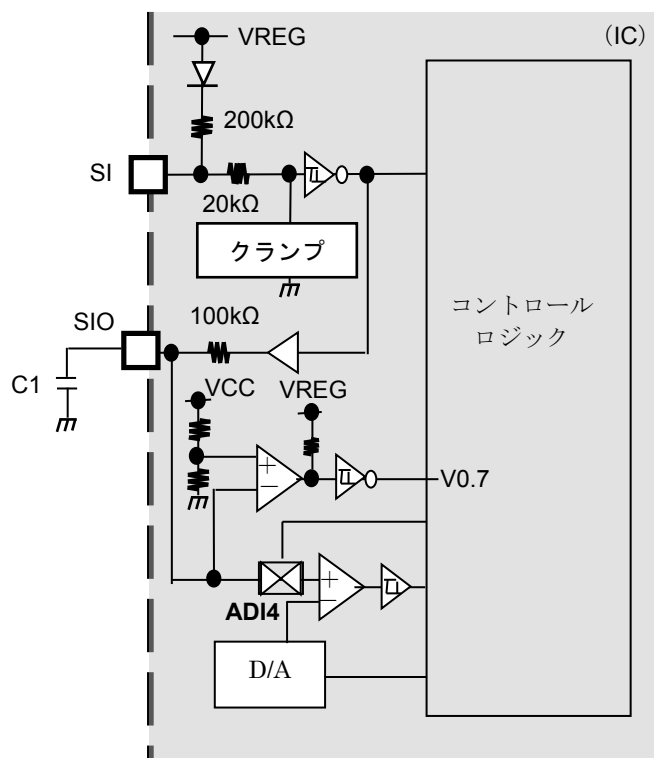 VREG
(IC)
200kΩ
SI
20kΩ
クランプ
コントロール
ロジック
SIO
100kΩ
C1
VCC
VREG
+
−
V0.7
+
−
ADI4
D/A